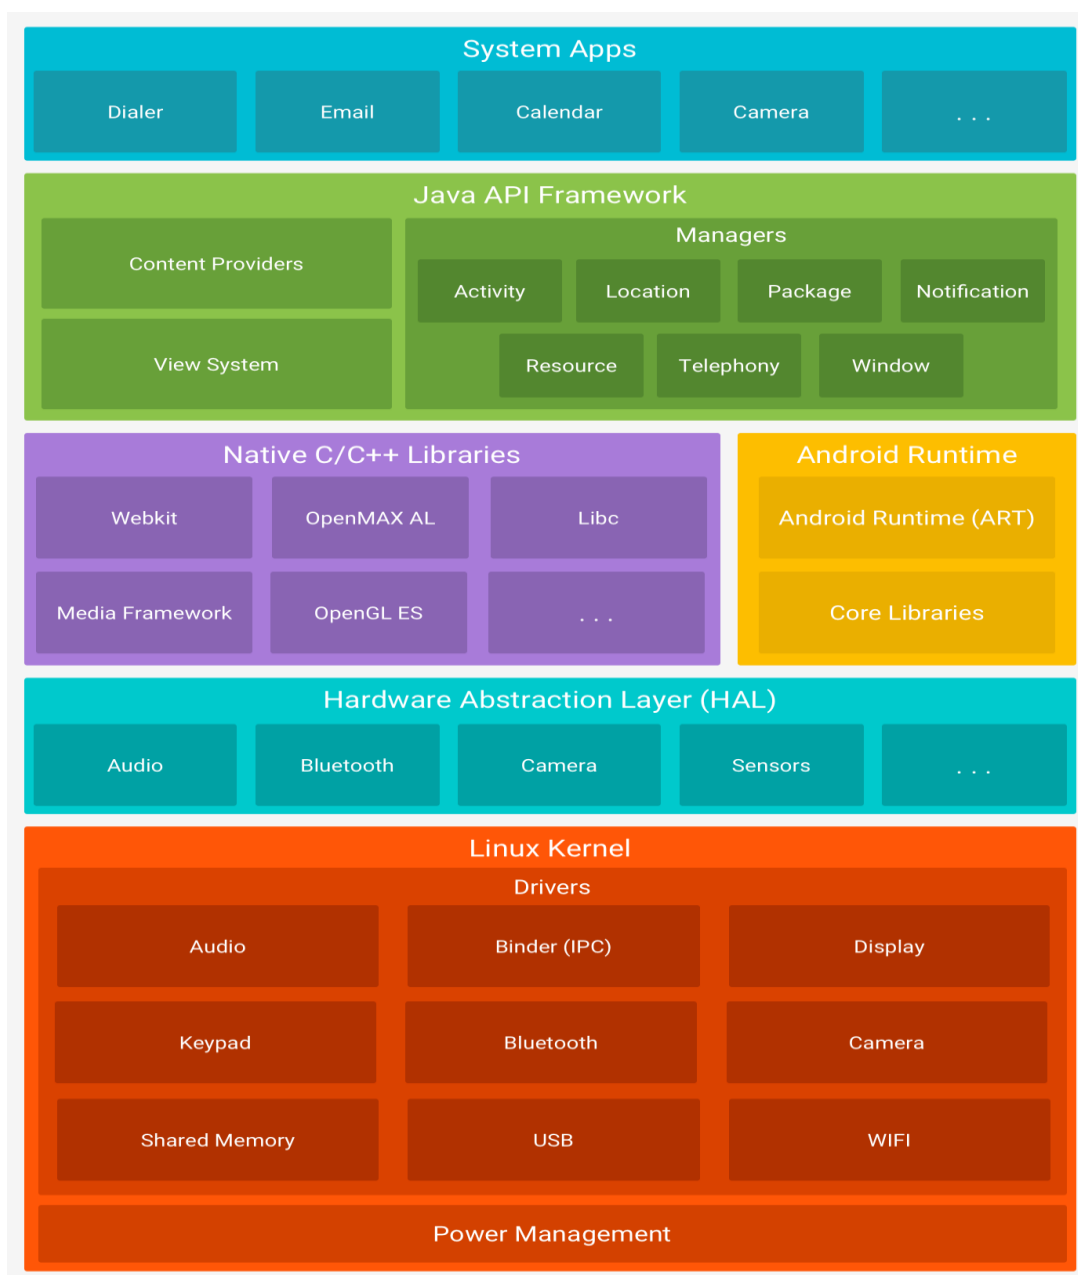 System Apps
Dialer
Email
Calendar
Camera
. . .
Java API Framework
Content Providers
View System
Managers
Activity
Location
Package
Notification
Resource
Telephony
Window
Native C/C++ Libraries
Webkit
OpenMAX AL
Libc
Media Framework
OpenGL ES
. . .
Android Runtime
Android Runtime (ART)
Core Libraries
Hardware Abstraction Layer (HAL)
Audio
Bluetooth
Camera
Sensors
. . .
Linux Kernel
Drivers
Audio
Binder (IPC)
Display
Keypad
Bluetooth
Camera
Shared Memory
USB
WIFI
Power Management